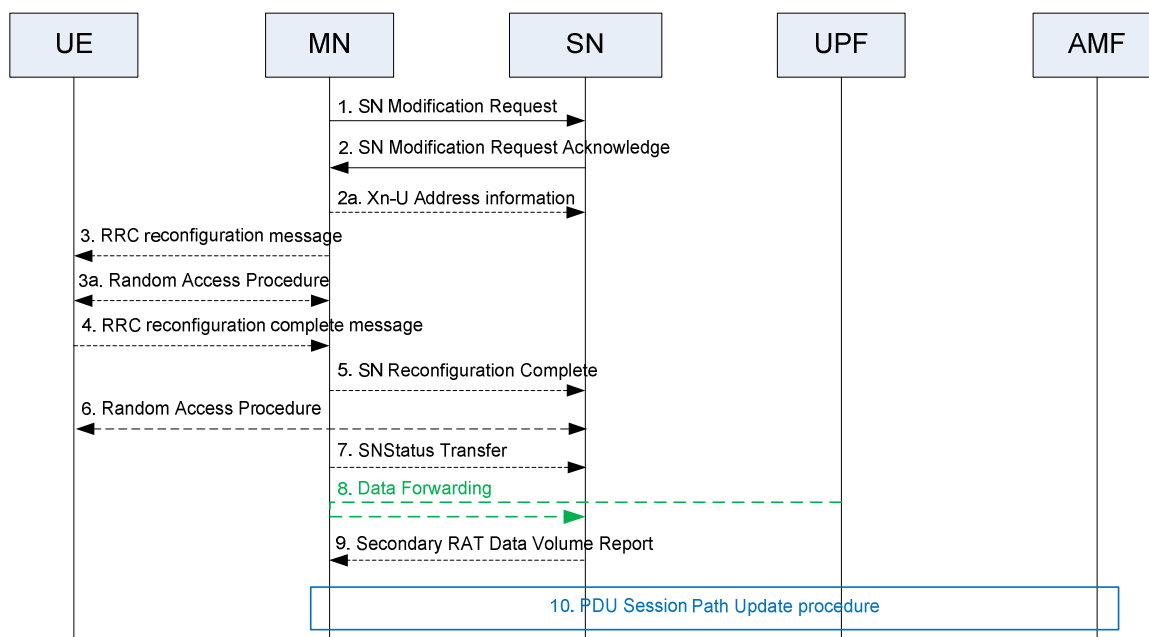 UE MN SN UPF AMF
1. SN Modification Request
2. SN Modification Request Acknowledge
2a. Xn-U Address information
3. RRC reconfiguration message
3a. Random Access Procedure
4. RRC reconfiguration complete message
5. SN Reconfiguration Complete
6. Random Access Procedure
7. SNStatus Transfer
8. Data Forwarding
9. Secondary RAT Data Volume Report
10. PDU Session Path Update procedure